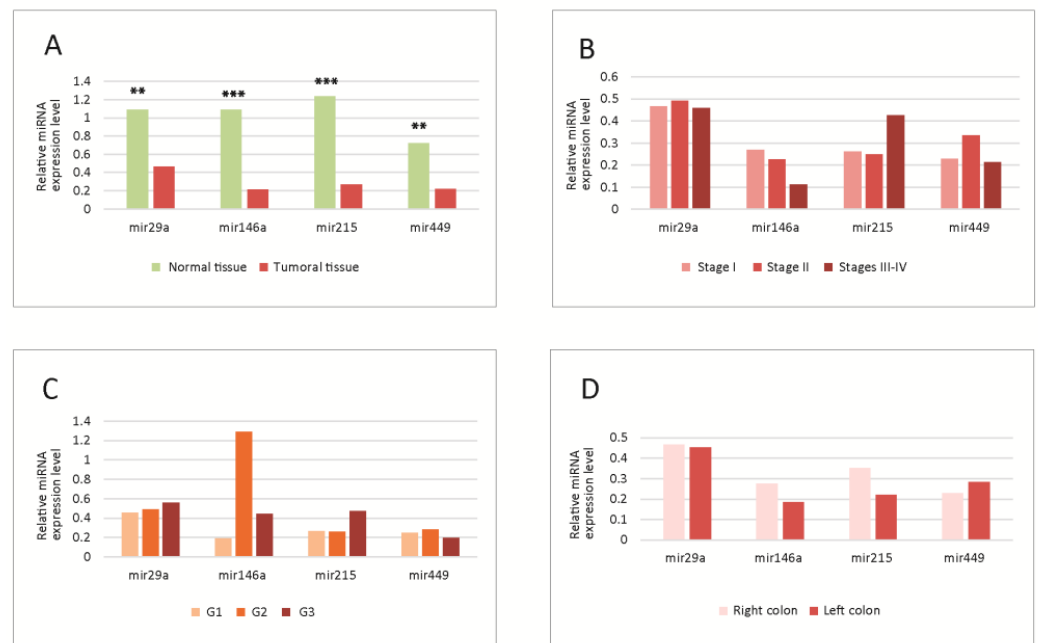 A
Relative miRNA
expression level
1.4
1.2
1
0.8
0.6
0.4
0.2
0
**
***
***
**
mir29a mir146a mir215 mir449
Normal tissue Tumoral tissue
B
Relative miRNA
expression level
0.6
0.5
0.4
0.3
0.2
0.1
0
mir29a mir146a mir215 mir449
Stage I Stage II Stages III-IV
C
Relative miRNA
expression level
1.4
1.2
1
0.8
0.6
0.4
0.2
0
mir29a mir146a mir215 mir449
G1 G2 G3
D
Relative miRNA
expression level
0.5
0.4
0.3
0.2
0.1
0
mir29a mir146a mir215 mir449
Right colon Left colon